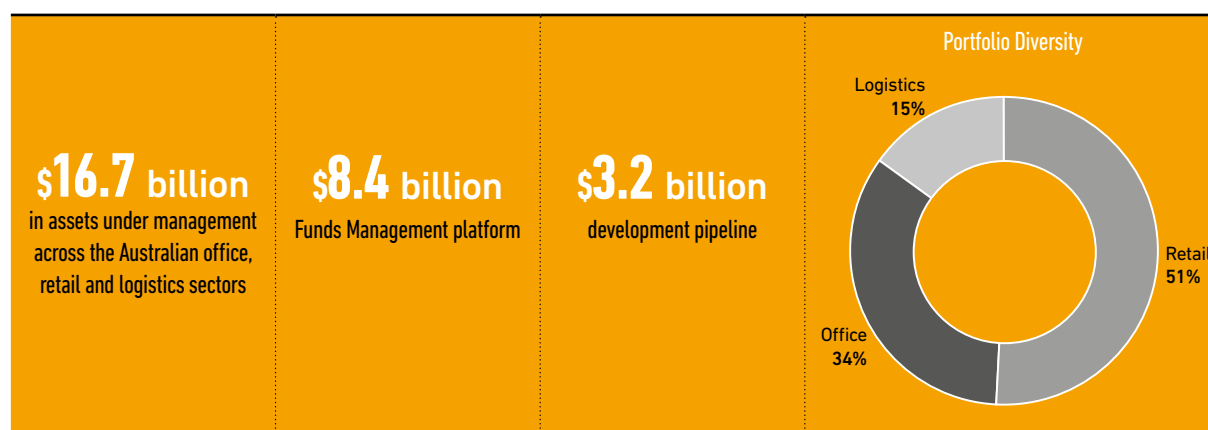 $16.7 billion
in assets under management
across the Australian office,
retail and logistics sectors
$8.4 billion
Funds Management platform
$3.2 billion
development pipeline
Portfolio Diversity
Logistics
15%
Retail
51%
Office
34%